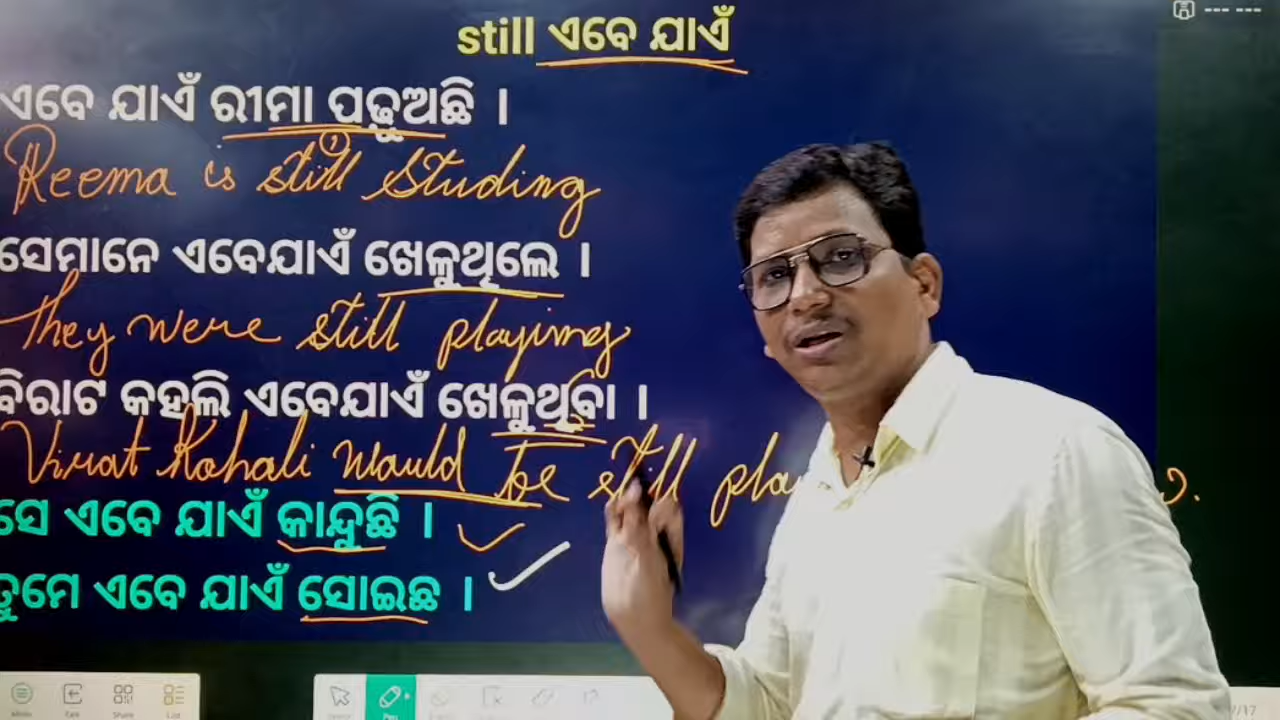 still ଏବେ ଯାଏଁ
ଏବେ ଯାଏଁ ରୀମା ପଢୁଅଛି ।
Reema is still Studing
ସେମାନେ ଏବେଯାଏଁ ଖେଳୁଥିଲେ ।
They were still playing
ବିରାଟ କହଲି ଏବେଯାଏଁ ଖେଳୁଥିବା ।
Virat Kohali would be still
ସେ ଏବେ ଯାଏଁ କାନ୍ଦୁଛି ।
ତୁମେ ଏବେ ଯାଏଁ ସୋଇଛ ।
Pen